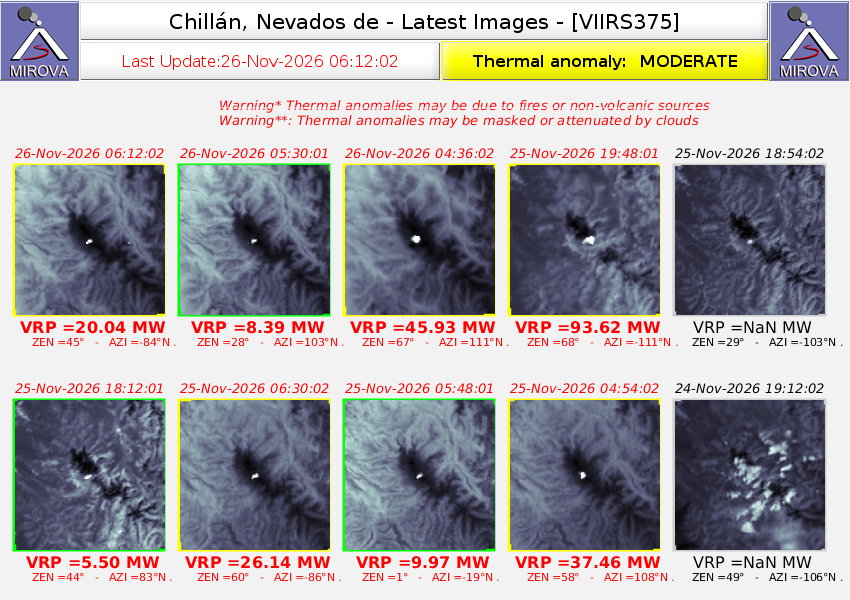 Chillán, Nevados de - Latest Images - [VIIRS375]
MIROVA
Last Update:26-Nov-2026 06:12:02
Thermal anomaly: MODERATE
MIROVA
Warning* Thermal anomalies may be due to fires or non-volcanic sources
Warning**: Thermal anomalies may be masked or attenuated by clouds
26-Nov-2026 06:12:02
26-Nov-2026 05:30:01
26-Nov-2026 04:36:02
25-Nov-2026 19:48:01
25-Nov-2026 18:54:02
VRP =20.04 MW
VRP =8.39 MW
VRP =45.93 MW
VRP =93.62 MW
VRP =NaN MW
ZEN =45° - AZI =-84°N .
ZEN =28° - AZI =103°N .
ZEN =67° - AZI =111°N .
ZEN =68° - AZI =-111°N .
ZEN =29° - AZI =-103°N .
25-Nov-2026 18:12:01
25-Nov-2026 06:30:02
25-Nov-2026 05:48:01
25-Nov-2026 04:54:02
24-Nov-2026 19:12:02
VRP =5.50 MW
VRP =26.14 MW
VRP =9.97 MW
VRP =37.46 MW
VRP =NaN MW
ZEN =44° - AZI =83°N .
ZEN =60° - AZI =-86°N .
ZEN =1° - AZI =-19°N .
ZEN =58° - AZI =108°N .
ZEN =49° - AZI =-106°N .